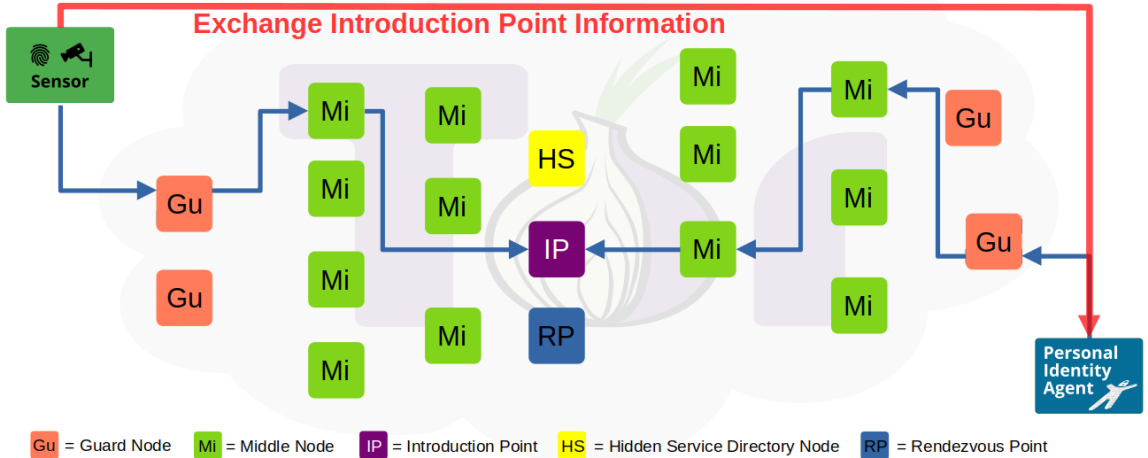 Exchange Introduction Point Information
Sensor
Mi
Mi
Mi
Mi
Gu
HS
Mi
Mi
Mi
Gu
Mi
Mi
IP
Mi
Gu
Gu
Mi
Mi
Mi
RP
Mi
Personal
Identity
Agent
Gu = Guard Node Mi = Middle Node IP = Introduction Point HS = Hidden Service Directory Node RP = Rendezvous Point